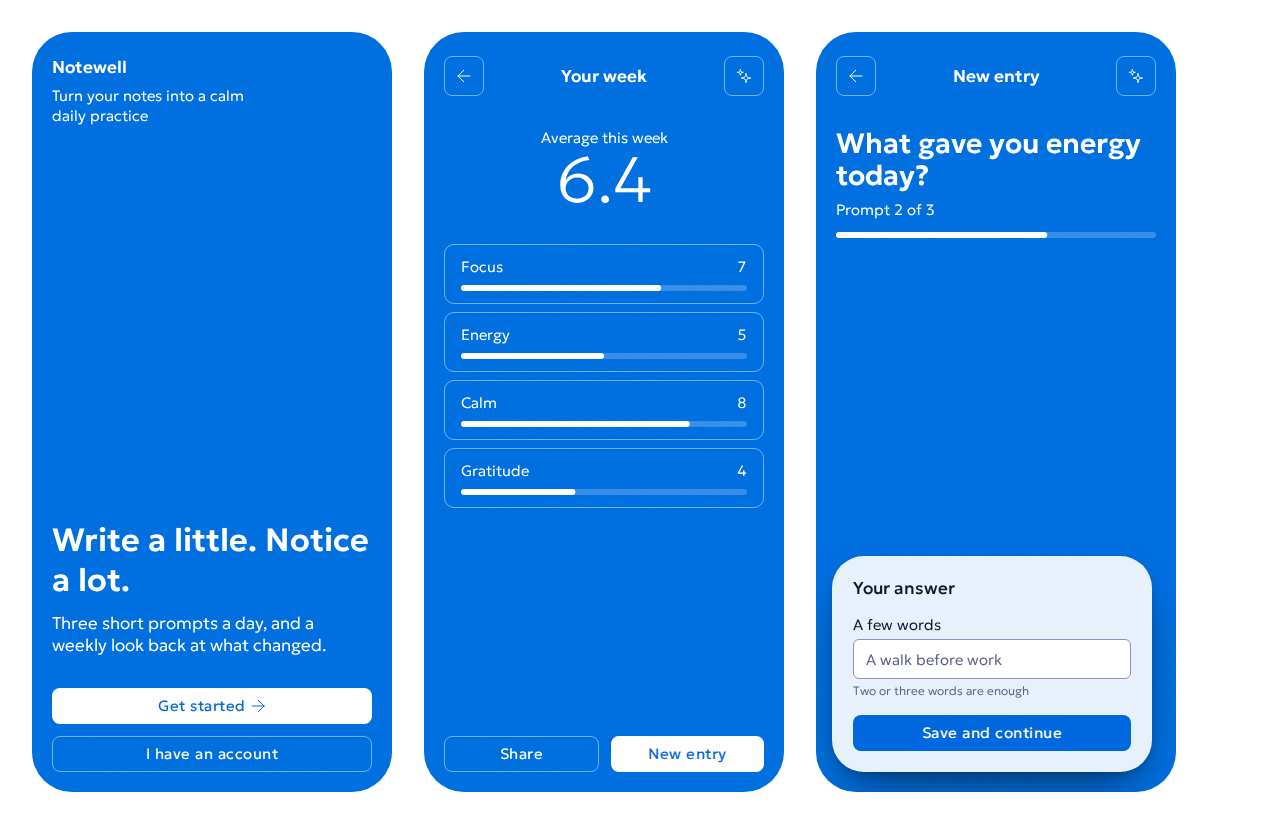 Notewell
Turn your notes into a calm
daily practice
Write a little. Notice
a lot.
Three short prompts a day, and a
weekly look back at what changed.
Get started
I have an account
Your week
Average this week
6.4
Focus 7
Energy 5
Calm 8
Gratitude 4
Share
New entry
New entry
What gave you energy
today?
Prompt 2 of 3
Your answer
A few words
A walk before work
Two or three words are enough
Save and continue